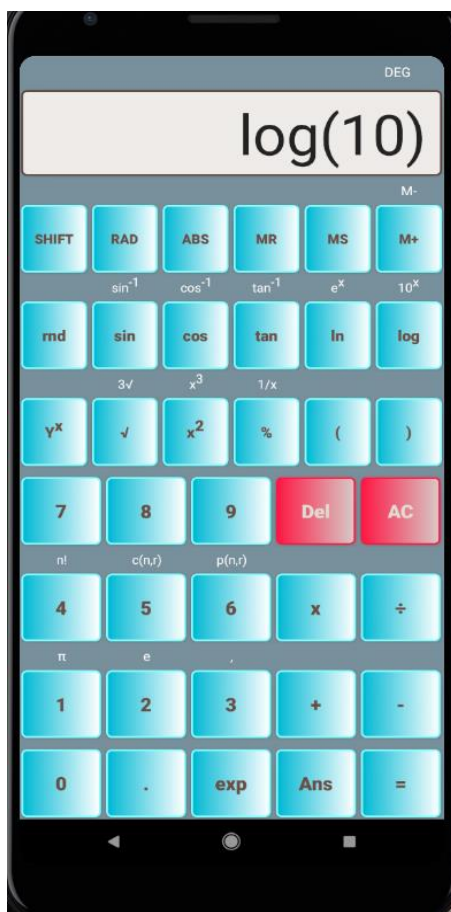 DEG
log(10)
M-
SHIFT RAD ABS MR MS M+
sin⁻¹ cos⁻¹ tan⁻¹ eˣ 10ˣ
rnd sin cos tan ln log
3√ x³ 1/x
Yˣ √ x² % ( )
7 8 9 Del AC
n! c(n,r) p(n,r)
4 5 6 x ÷
π e ,
1 2 3 + -
0 . exp Ans =